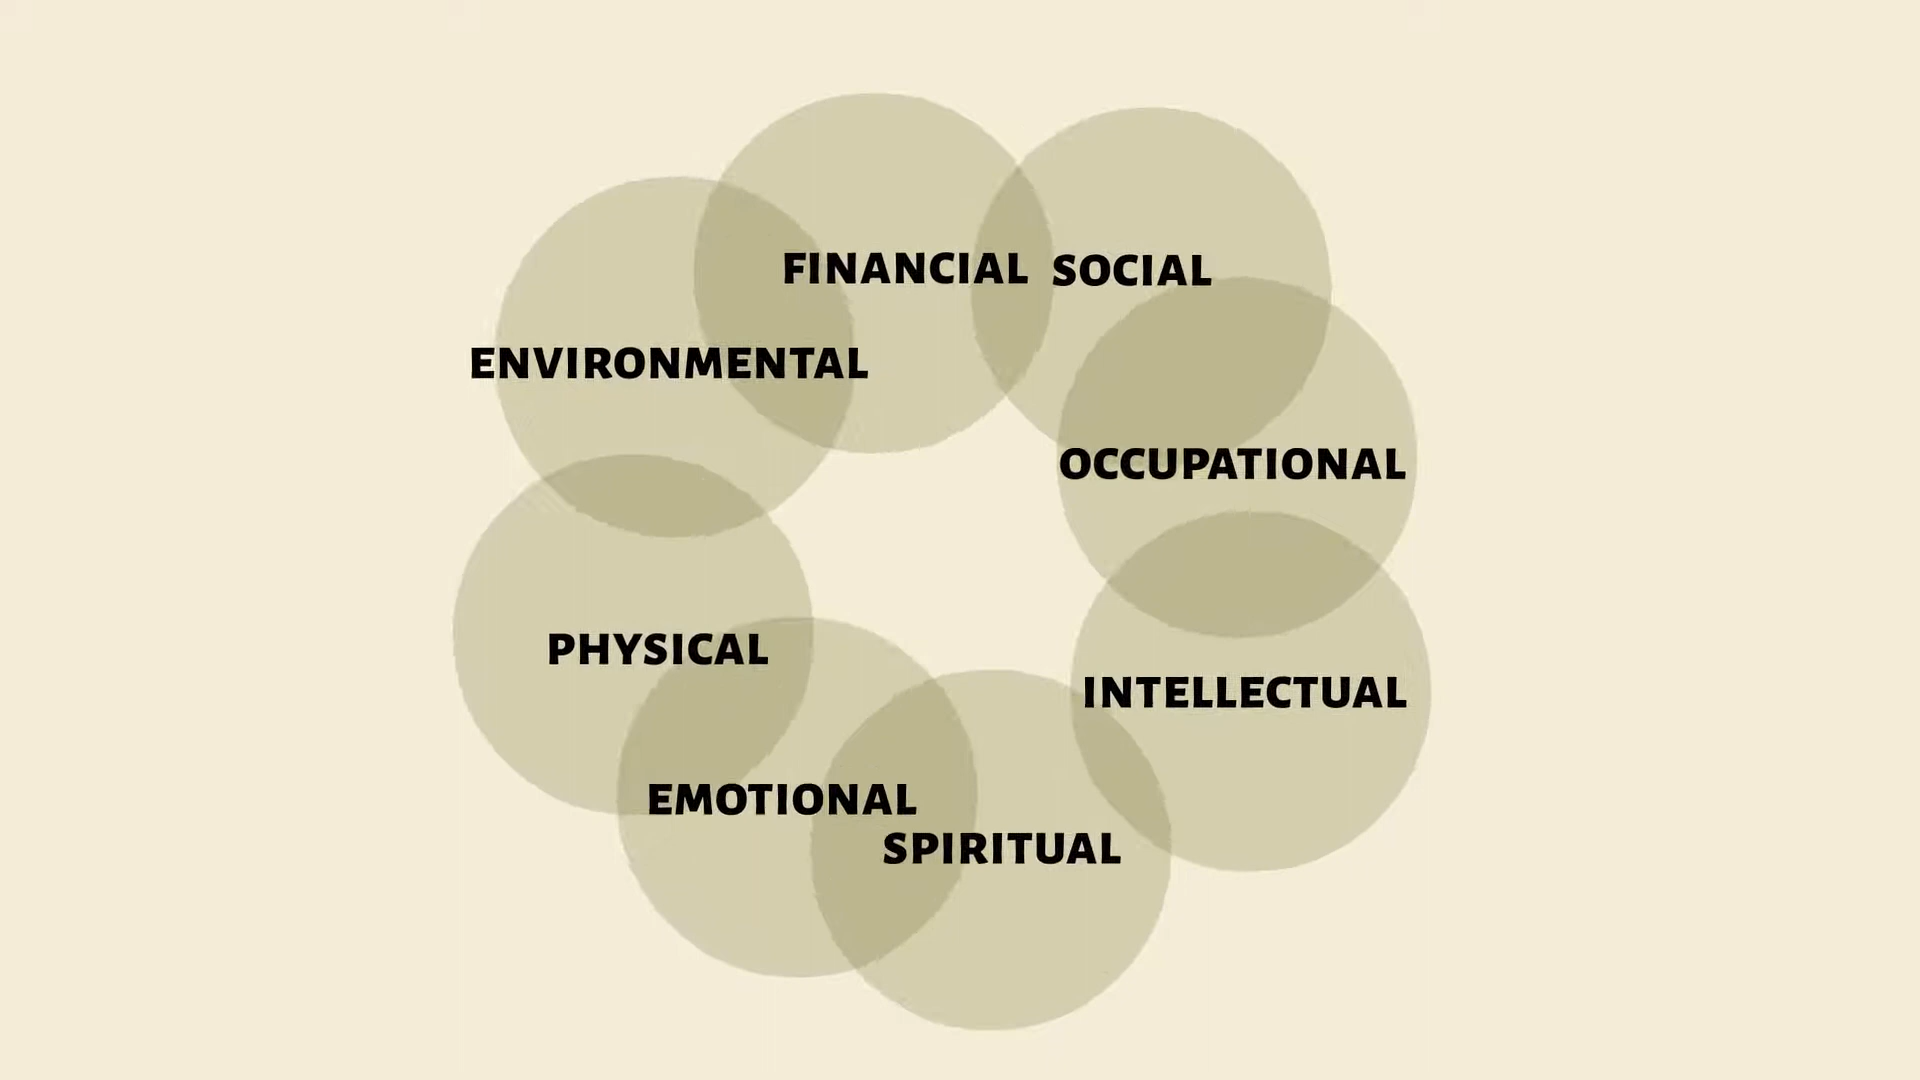 FINANCIAL
SOCIAL
ENVIRONMENTAL
OCCUPATIONAL
PHYSICAL
INTELLECTUAL
EMOTIONAL
SPIRITUAL